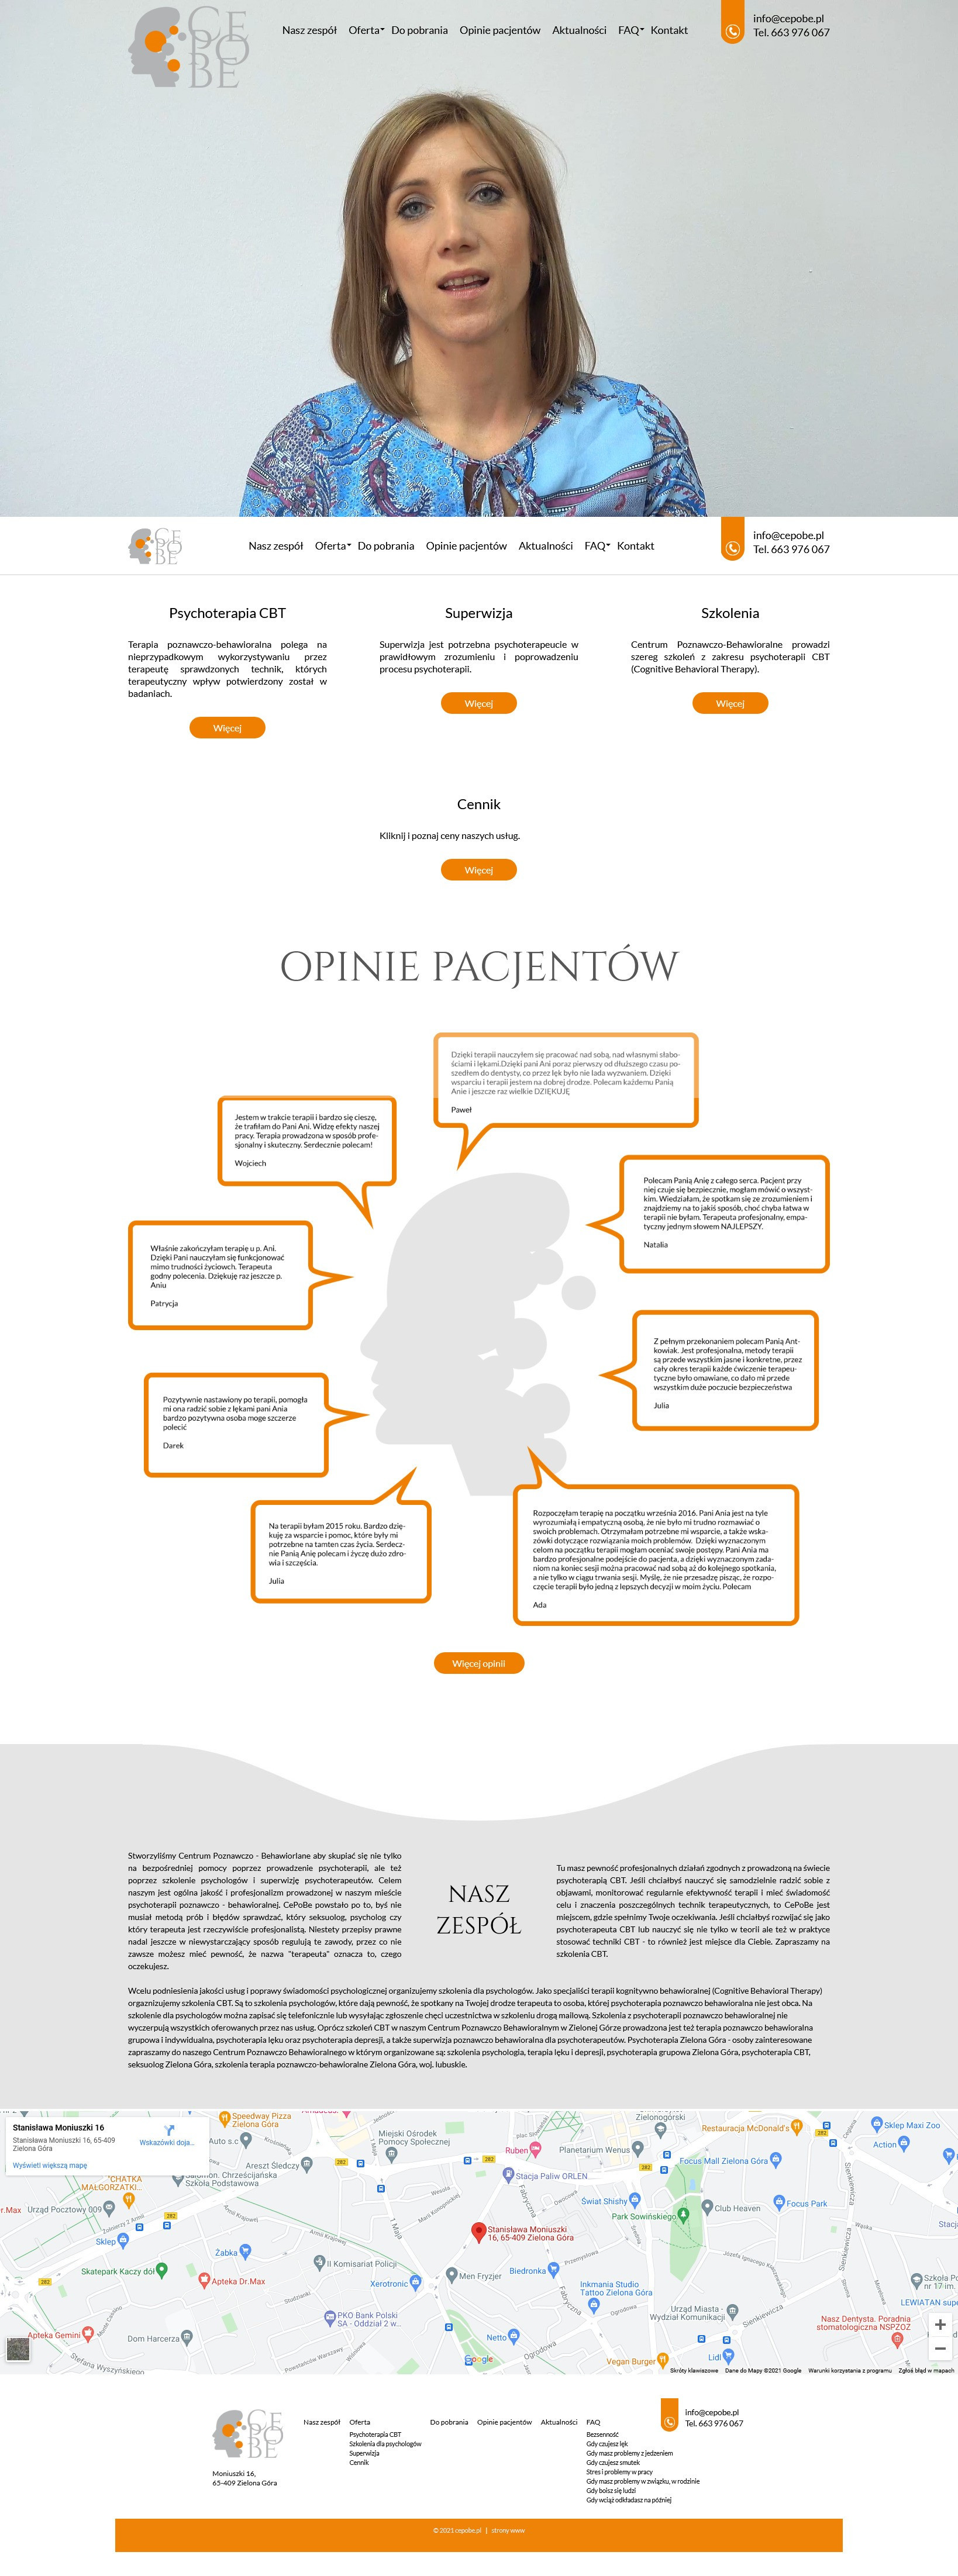 CE
PO
BE
Nasz zespół Oferta Do pobrania Opinie pacjentów Aktualności FAQ Kontakt
info@cepobe.pl
Tel. 663 976 067
CE
PO
BE
Nasz zespół Oferta Do pobrania Opinie pacjentów Aktualności FAQ Kontakt
info@cepobe.pl
Tel. 663 976 067
Psychoterapia CBT
Terapia poznawczo-behawioralna polega na
nieprzypadkowym wykorzystywaniu przez
terapeutę sprawdzonych technik, których
terapeutyczny wpływ potwierdzony został w
badaniach.
Więcej
Superwizja
Superwizja jest potrzebna psychoterapeucie w
prawidłowym zrozumieniu i poprowadzeniu
procesu psychoterapii.
Więcej
Szkolenia
Centrum Poznawczo-Behawioralne prowadzi
szereg szkoleń z zakresu psychoterapii CBT
(Cognitive Behavioral Therapy).
Więcej
Cennik
Kliknij i poznaj ceny naszych usług.
Więcej
OPINIE PACJENTÓW
Dzięki terapii nauczyłem się pracować nad sobą, nad własnymi słabo-
ściami i lękami.Dzięki pani Ani poraz pierwszy od dłuższego czasu po-
szedłem do dentysty, co przez lęk było nie lada wyzwaniem. Dzięki
wsparciu i terapii jestem na dobrej drodze. Polecam każdemu Panią
Anie i jeszcze raz wielkie DZIĘKUJĘ
Paweł
Jestem w trakcie terapii i bardzo się cieszę,
że trafiłam do Pani Ani. Widzę efekty naszej
pracy. Terapia prowadzona w sposób profe-
sjonalny i skuteczny. Serdecznie polecam!
Wojciech
Polecam Panią Anię z całego serca. Pacjent przy
niej czuje się bezpiecznie, mogłam mówić o wszyst-
kim. Wiedziałam, że spotkam się ze zrozumieniem i
znajdziemy na to jakiś sposób, choć chyba łatwa w
terapii nie byłam. Terapeuta profesjonalny, empa-
tyczny jednym słowem NAJLEPSZY.
Natalia
Właśnie zakończyłam terapię u p. Ani.
Dzięki Pani nauczyłam się funkcjonować
mimo trudności życiowch. Terapeuta
godny polecenia. Dziękuję raz jeszcze p.
Aniu
Patrycja
Z pełnym przekonaniem polecam Panią Ant-
kowiak. Jest profesjonalna, metody terapii
są przede wszystkim jasne i konkretne, przez
cały okres terapii każde ćwiczenie terapeu-
tyczne było omawiane, co dało mi przede
wszystkim duże poczucie bezpieczeństwa
Julia
Pozytywnie nastawiony po terapii, pomogła
mi ona radzić sobie z lękami pani Ania
bardzo pozytywna osoba moge szczerze
polecić
Darek
Na terapii byłam 2015 roku. Bardzo dzię-
kuję za wsparcie i pomoc, które były mi
potrzebne na tamten czas życia. Serdecz-
nie Panią Anię polecam i życzę dużo zdro-
wia i szczęścia.
Julia
Rozpoczęłam terapię na początku września 2016. Pani Ania jest na tyle
wyrozumiałą i empatyczną osobą, że nie było mi trudno rozmawiać o
swoich problemach. Otrzymałam potrzebne mi wsparcie, a także wska-
zówki dotyczące rozwiązania moich problemów. Dzięki wyznaczonym
celom na początku terapii mogłam oceniać swoje postępy. Pani Ania ma
bardzo profesjonalne podejście do pacjenta, a dzięki wyznaczonym zada-
niom na koniec sesji można pracować nad sobą aż do kolejnego spotkania,
a nie tylko w ciągu trwania sesji. Myślę, że nie przesadzę pisząc, że rozpo-
częcie terapii było jedną z lepszych decyzji w moim życiu. Polecam
Ada
Więcej opinii
Stworzyliśmy Centrum Poznawczo - Behawiorlane aby skupiać się nie tylko
na bezpośredniej pomocy poprzez prowadzenie psychoterapii, ale też
poprzez szkolenie psychologów i superwizję psychoterapeutów. Celem
naszym jest ogólna jakość i profesjonalizm prowadzonej w naszym mieście
psychoterapii poznawczo - behawioralnej. CePoBe powstało po to, byś nie
musiał metodą prób i błędów sprawdzać, który seksuolog, psycholog czy
który terapeuta jest rzeczywiście profesjonalistą. Niestety przepisy prawne
nadal jeszcze w niewystarczający sposób regulują te zawody, przez co nie
zawsze możesz mieć pewność, że nazwa "terapeuta" oznacza to, czego
oczekujesz.
NASZ
ZESPÓŁ
Tu masz pewność profesjonalnych działań zgodnych z prowadzoną na świecie
psychoterapią CBT. Jeśli chciałbyś nauczyć się samodzielnie radzić sobie z
objawami, monitorować regularnie efektywność terapii i mieć świadomość
celu i znaczenia poszczególnych technik terapeutycznych, to CePoBe jest
miejscem, gdzie spełnimy Twoje oczekiwania. Jeśli chciałbyś rozwijać się jako
psychoterapeuta CBT lub nauczyć się nie tylko w teorii ale też w praktyce
stosować techniki CBT - to również jest miejsce dla Ciebie. Zapraszamy na
szkolenia CBT.
Wcelu podniesienia jakości usług i poprawy świadomości psychologicznej organizujemy szkolenia dla psychologów. Jako specjaliści terapii kognitywno behawioralnej (Cognitive Behavioral Therapy)
orgaznizujemy szkolenia CBT. Są to szkolenia psychologów, które dają pewność, że spotkany na Twojej drodze terapeuta to osoba, której psychoterapia poznawczo behawioralna nie jest obca. Na
szkolenie dla psychologów można zapisać się telefonicznie lub wysyłając zgłoszenie chęci uczestnictwa w szkoleniu drogą mallową. Szkolenia z psychoterapii poznawczo behawioralnej nie
wyczerpują wszystkich oferowanych przez nas usług. Oprócz szkoleń CBT w naszym Centrum Poznawczo Behawioralnym w Zielonej Górze prowadzona jest też terapia poznawczo behawioralna
grupowa i indywidualna, psychoterapia lęku oraz psychoterapia depresji, a także superwizja poznawczo behawioralna dla psychoterapeutów. Psychoterapia Zielona Góra - osoby zainteresowane
zapraszamy do naszego Centrum Poznawczo Behawioralnego w którym organizowane są: szkolenia psychologia, terapia lęku i depresji, psychoterapia grupowa Zielona Góra, psychoterapia CBT,
seksuolog Zielona Góra, szkolenia terapia poznawczo-behawioralne Zielona Góra, woj. lubuskie.
Stanisława Moniuszki 16
Stanisława Moniuszki 16, 65-409
Zielona Góra
Wskazówki doja...
Wyświetl większą mapę
Speedway Pizza
Zielona Góra
Auto s.c
Miejski Ośrodek
Pomocy Społecznej
Ruben
Zielonogórski
Planetarium Wenus
Restauracja McDonald's
Sklep Maxi Zoo
Action
Areszt Śledczy
Salomon. Chrześcijańska
Szkoła Podstawowa
Stacja Paliw ORLEN
Focus Mall Zielona Góra
"CHATKA
MAŁGORZATKI...
Urząd Pocztowy 009
Świat Shishy
Club Heaven
Focus Park
Park Sowińskiego
Stanisława Moniuszki
16, 65-409 Zielona Góra
Sklep
Żabka
II Komisariat Policji
Skatepark Kaczy dół
Apteka Dr.Max
Xerotronic
Men Fryzjer
Biedronka
Inkmania Studio
Tattoo Zielona Góra
Szkoła Po
nr 17 im.
LEWIATAN supe
PKO Bank Polski
SA - Oddział 2 w...
Urząd Miasta -
Wydział Komunikacji
Nasz Dentysta. Poradnia
stomatologiczna NSPZOZ
Apteka Gemini
Dom Harcerza
Netto
Lidl
Vegan Burger
Stefana Wyszyńskiego
Google
Skróty klawiszowe Dane do Mapy ©2021 Google Warunki korzystania z programu Zgłoś błąd w mapach
CE
PO
BE
Moniuszki 16,
65-409 Zielona Góra
Nasz zespół
Oferta
Psychoterapia CBT
Szkolenia dla psychologów
Superwizja
Cennik
Do pobrania
Opinie pacjentów
Aktualności
FAQ
Bezsenność
Gdy czujesz lęk
Gdy masz problemy z jedzeniem
Gdy czujesz smutek
Stres i problemy w pracy
Gdy masz problemy w związku, w rodzinie
Gdy boisz się ludzi
Gdy wciąż odkładasz na później
info@cepobe.pl
Tel. 663 976 067
© 2021 cepobe.pl | strony www